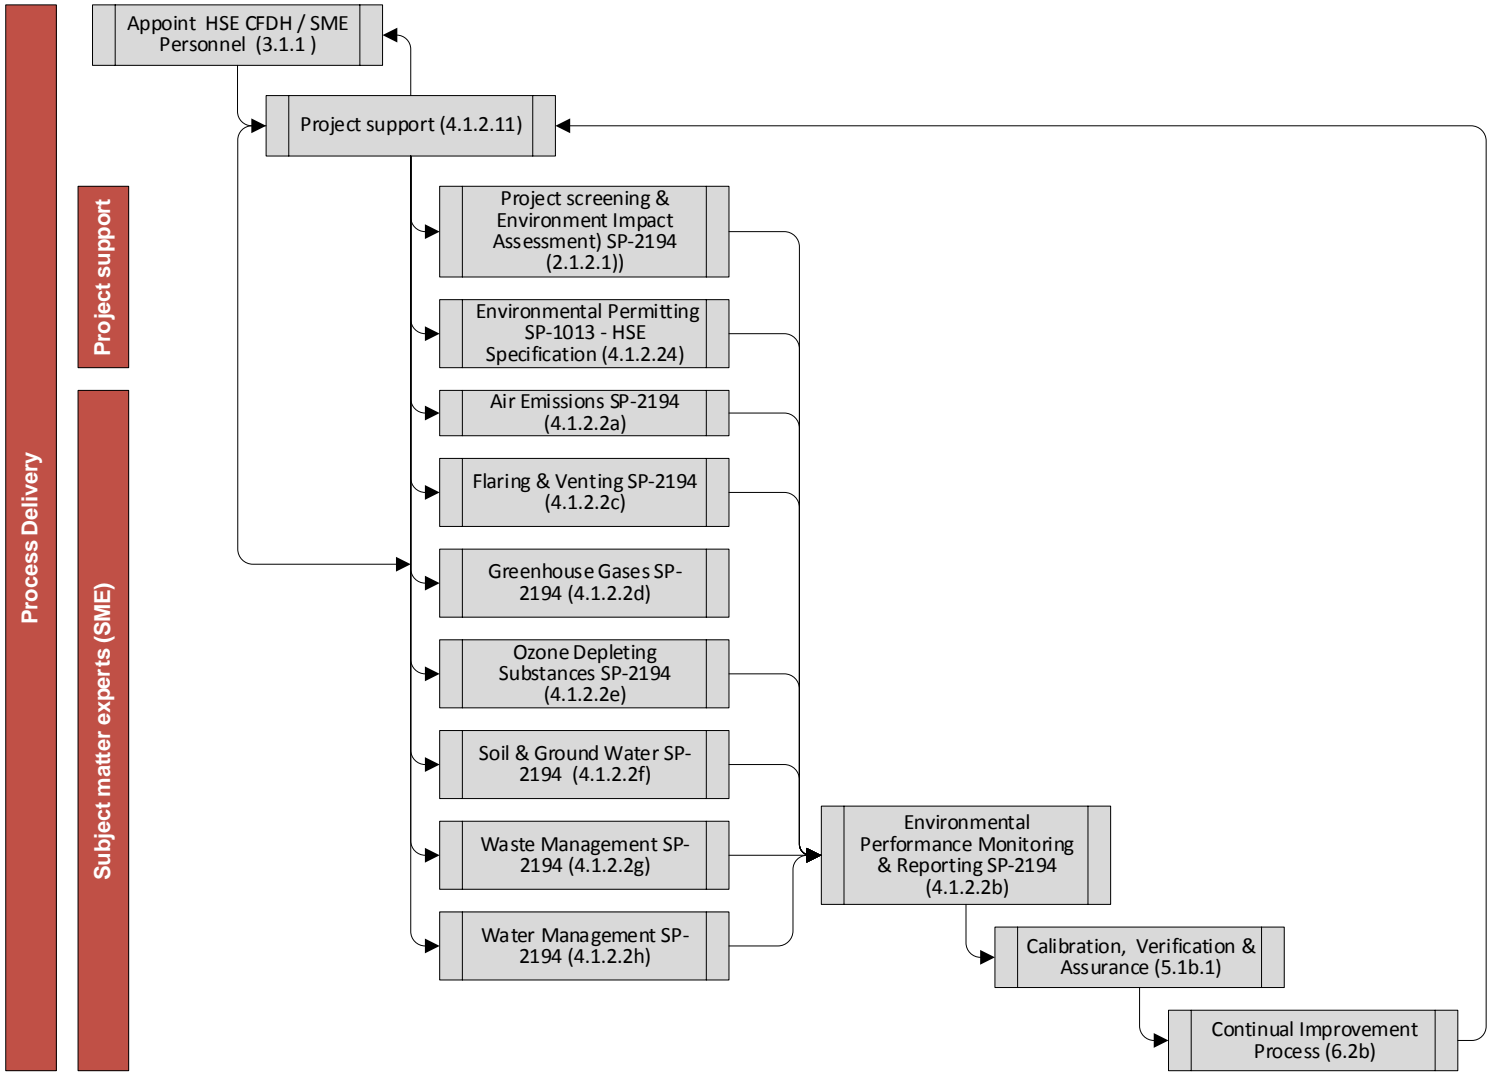 Process Delivery
Project support
Subject matter experts (SME)
Appoint HSE CFDH / SME
Personnel (3.1.1 )
Project support (4.1.2.11)
Project screening &
Environment Impact
Assessment) SP-2194
(2.1.2.1))
Environmental Permitting
SP-1013 - HSE
Specification (4.1.2.24)
Air Emissions SP-2194
(4.1.2.2a)
Flaring & Venting SP-2194
(4.1.2.2c)
Greenhouse Gases SP-
2194 (4.1.2.2d)
Ozone Depleting
Substances SP-2194
(4.1.2.2e)
Soil & Ground Water SP-
2194 (4.1.2.2f)
Waste Management SP-
2194 (4.1.2.2g)
Water Management SP-
2194 (4.1.2.2h)
Environmental
Performance Monitoring
& Reporting SP-2194
(4.1.2.2b)
Calibration, Verification &
Assurance (5.1b.1)
Continual Improvement
Process (6.2b)